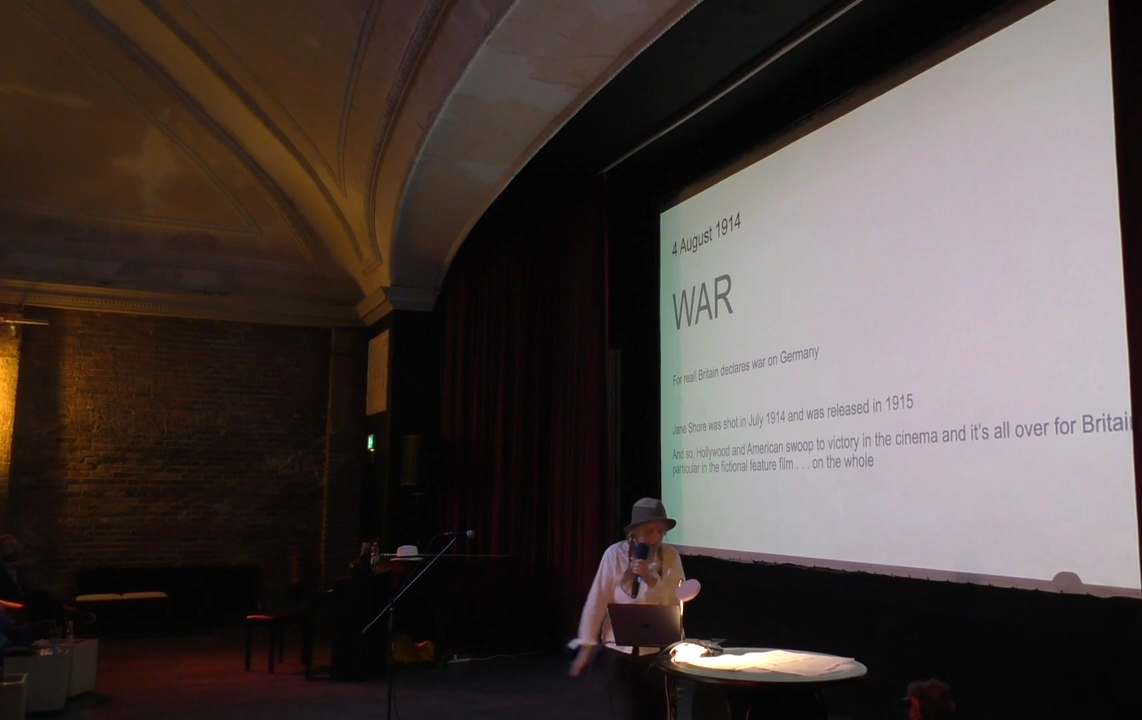 4 August 1914
WAR
For real! Britain declares war on Germany
Jane Shore was shot in July 1914 and was released in 1915
And so, Hollywood and American swoop to victory in the cinema and it's all over for Britain
particular in the fictional feature film . . . on the whole